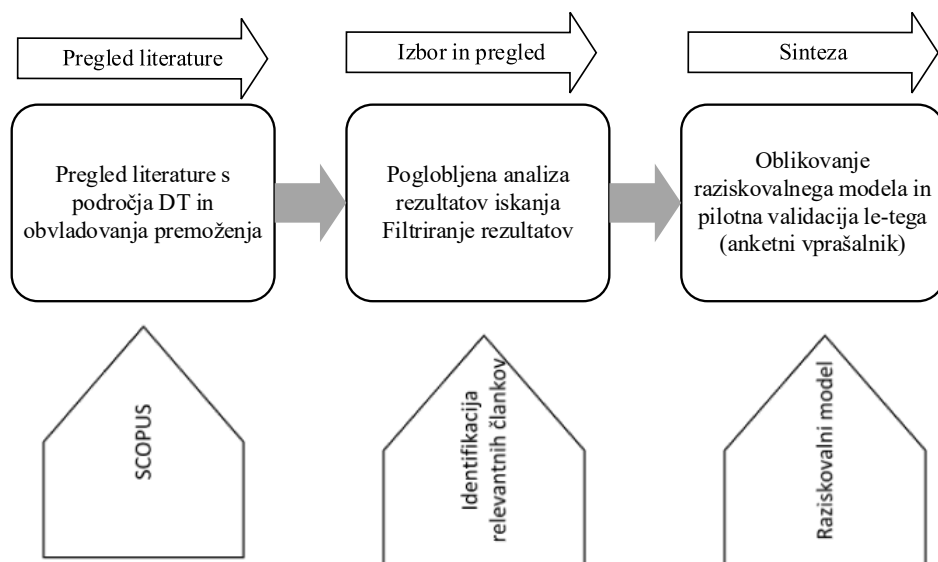 Pregled literature
Izbor in pregled
Sinteza
Pregled literature s
področja DT in
obvladovanja premoženja
Poglobljena analiza
rezultatov iskanja
Filtriranje rezultatov
Oblikovanje
raziskovalnega modela in
pilotna validacija le-tega
(anketni vprašalnik)
SCOPUS
Identifikacija
relevantnih člankov
Raziskovalni model